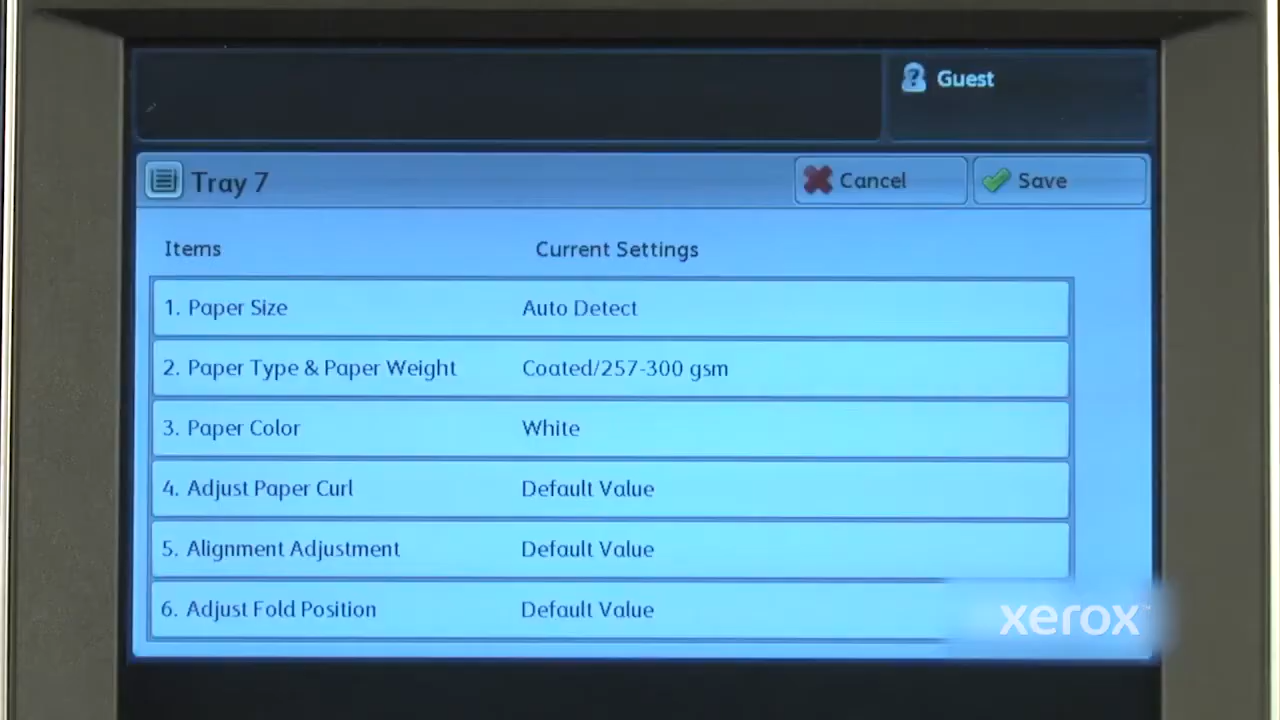 Guest
Tray 7 Cancel Save
Items Current Settings
1. Paper Size Auto Detect
2. Paper Type & Paper Weight Coated/257-300 gsm
3. Paper Color White
4. Adjust Paper Curl Default Value
5. Alignment Adjustment Default Value
6. Adjust Fold Position Default Value
xerox™